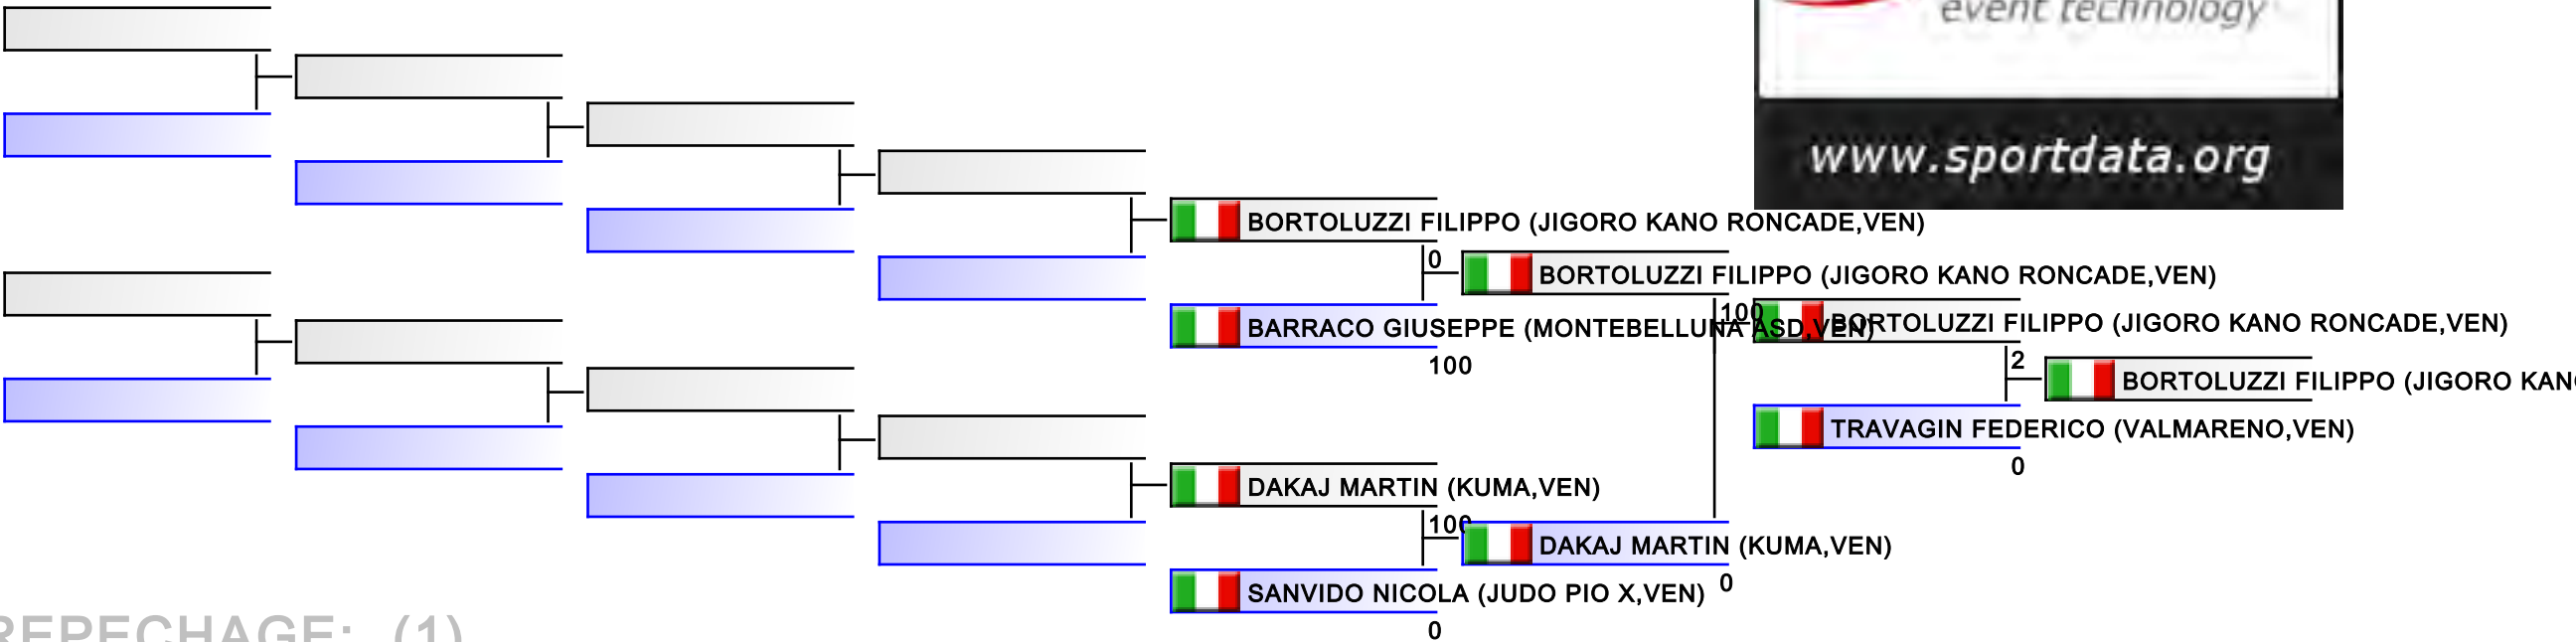 event technology
www.sportdata.org
BORTOLUZZI FILIPPO (JIGORO KANO RONCADE,VEN)
0
BORTOLUZZI FILIPPO (JIGORO KANO RONCADE,VEN)
BARRACO GIUSEPPE (MONTEBELLUNA ASD,VEN)
100
100
BORTOLUZZI FILIPPO (JIGORO KANO RONCADE,VEN)
2
BORTOLUZZI FILIPPO (JIGORO KAN
TRAVAGIN FEDERICO (VALMARENO,VEN)
0
DAKAJ MARTIN (KUMA,VEN)
100
DAKAJ MARTIN (KUMA,VEN)
0
SANVIDO NICOLA (JUDO PIO X,VEN)
0
REPECHAGE: (1)